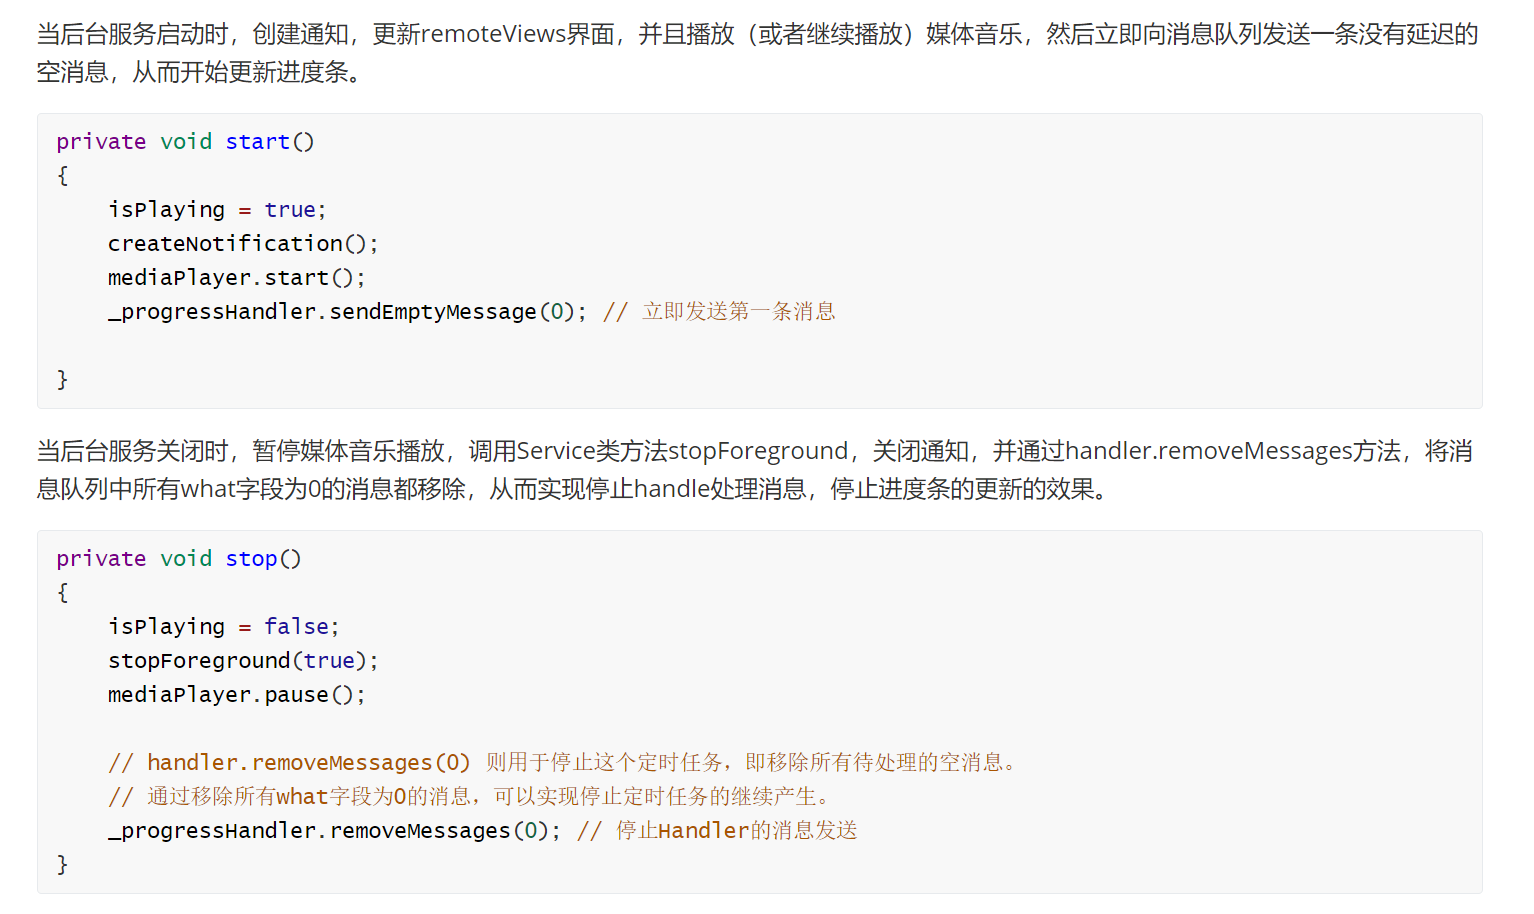 当后台服务启动时，创建通知，更新remoteViews界面，并且播放（或者继续播放）媒体音乐，然后立即向消息队列发送一条没有延迟的
空消息，从而开始更新进度条。
private void start()
{
    isPlaying = true;
    createNotification();
    mediaPlayer.start();
    _progressHandler.sendEmptyMessage(0); // 立即发送第一条消息
}
当后台服务关闭时，暂停媒体音乐播放，调用Service类方法stopForeground，关闭通知，并通过handler.removeMessages方法，将消
息队列中所有what字段为0的消息都移除，从而实现停止handle处理消息，停止进度条的更新的效果。
private void stop()
{
    isPlaying = false;
    stopForeground(true);
    mediaPlayer.pause();
    // handler.removeMessages(0) 则用于停止这个定时任务，即移除所有待处理的空消息。
    // 通过移除所有what字段为0的消息，可以实现停止定时任务的继续产生。
    _progressHandler.removeMessages(0); // 停止Handler的消息发送
}